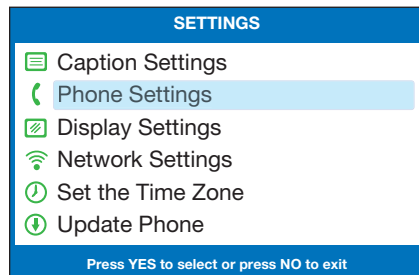 SETTINGS
Caption Settings
Phone Settings
Display Settings
Network Settings
Set the Time Zone
Update Phone
Press YES to select or press NO to exit